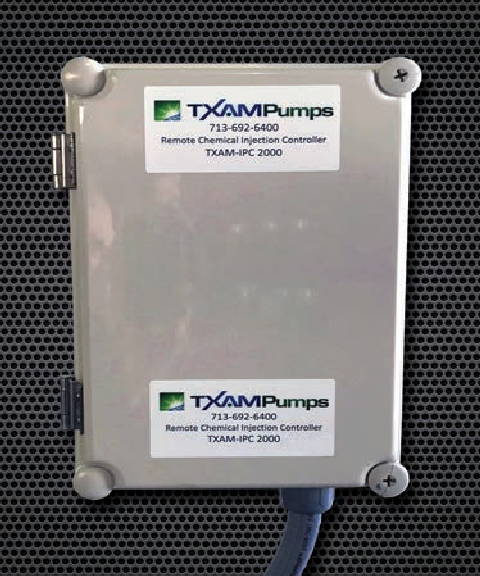 TXAMPumps
713-692-6400
Remote Chemical Injection Controller
TXAM-IPC 2000
TXAMPumps
713-692-6400
Remote Chemical Injection Controller
TXAM-IPC 2000